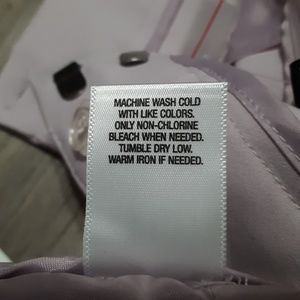 MACHINE WASH COLD
WITH LIKE COLORS.
ONLY NON-CHLORINE
BLEACH WHEN NEEDED.
TUMBLE DRY LOW.
WARM IRON IF NEEDED.